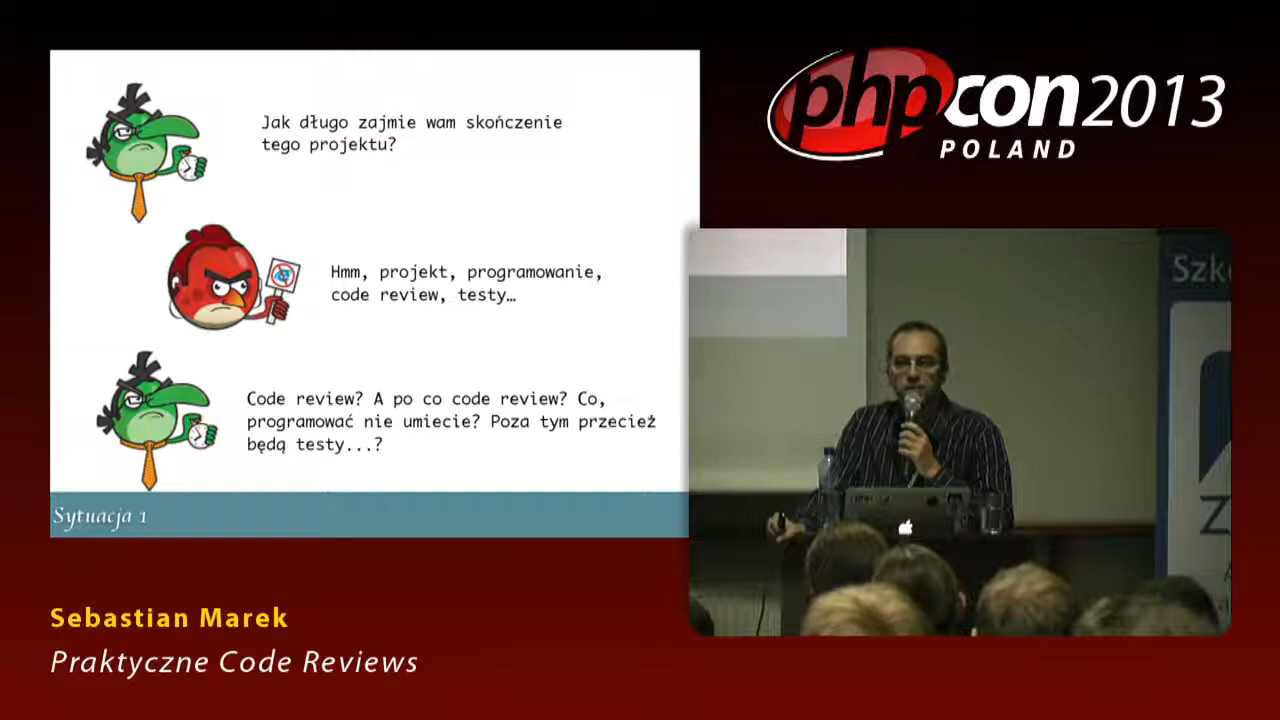 Jak długo zajmie wam skończenie
tego projektu?
Hmm, projekt, programowanie,
code review, testy…
Code review? A po co code review? Co,
programować nie umiecie? Poza tym przecież
będą testy...?
Sytuacja 1
phpcon2013
POLAND
Szk
Z
Sebastian Marek
Praktyczne Code Reviews